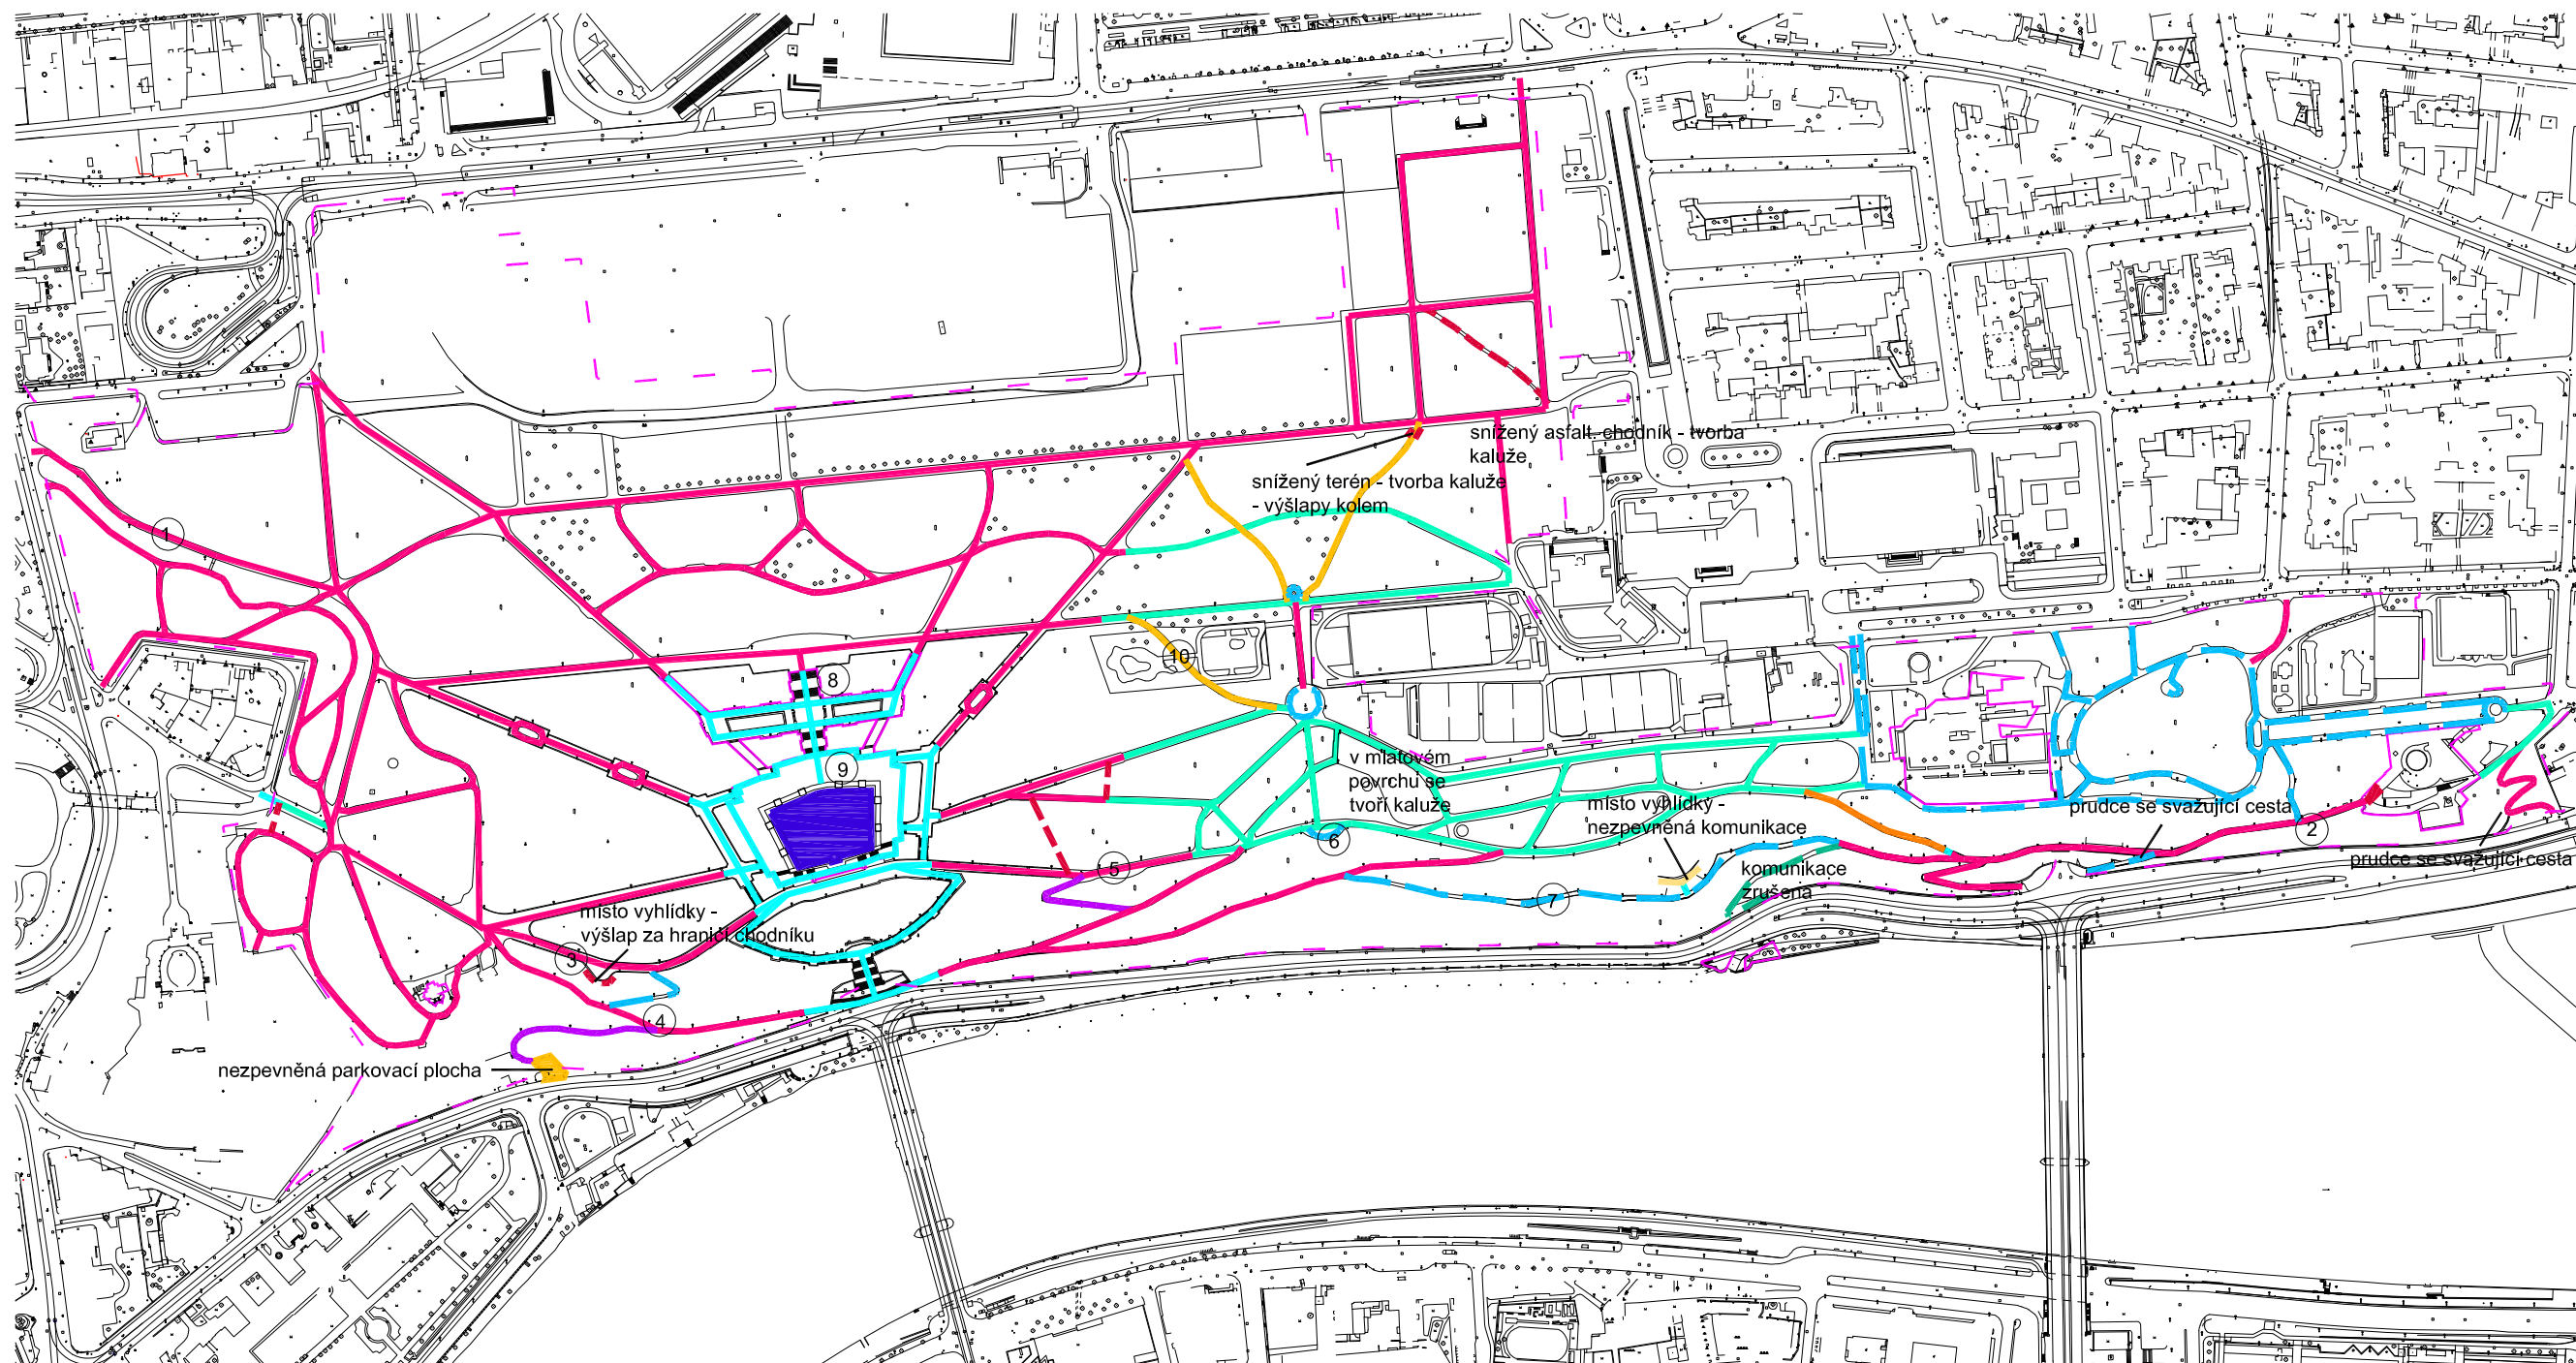 snížený asfalt. chodník - tvorba
kaluže
snížený terén - tvorba kaluže
- výšlapy kolem
1
10
8
9
v mlatovém
povrchu se
tvoří kaluže
místo vyhlídky -
nezpevněná komunikace
prudce se svažující cesta
2
6
prudce se svažující cesta
5
komunikace
zrušena
7
místo vyhlídky -
výšlap za hranici chodníku
3
4
nezpevněná parkovací plocha